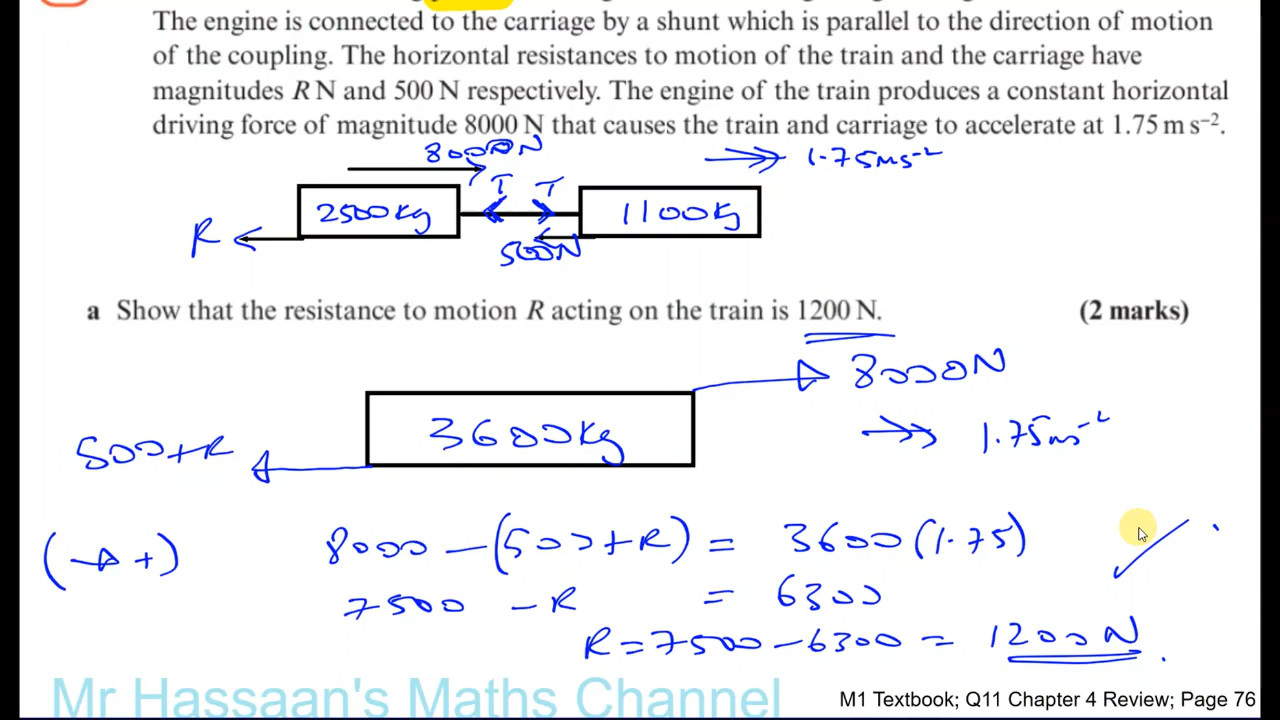 The engine is connected to the carriage by a shunt which is parallel to the direction of motion
of the coupling. The horizontal resistances to motion of the train and the carriage have
magnitudes R N and 500 N respectively. The engine of the train produces a constant horizontal
driving force of magnitude 8000 N that causes the train and carriage to accelerate at 1.75 m s⁻².
8000N
1.75ms⁻²
T T
2500kg 1100kg
R
500N
a Show that the resistance to motion R acting on the train is 1200 N. (2 marks)
8000N
3600kg
500+R
1.75ms⁻²
(→ +) 8000 – (500+R) = 3600(1.75)
7500 – R = 6300
R = 7500 – 6300 = 1200N.
Mr Hassaan's Maths Channel
M1 Textbook; Q11 Chapter 4 Review; Page 76